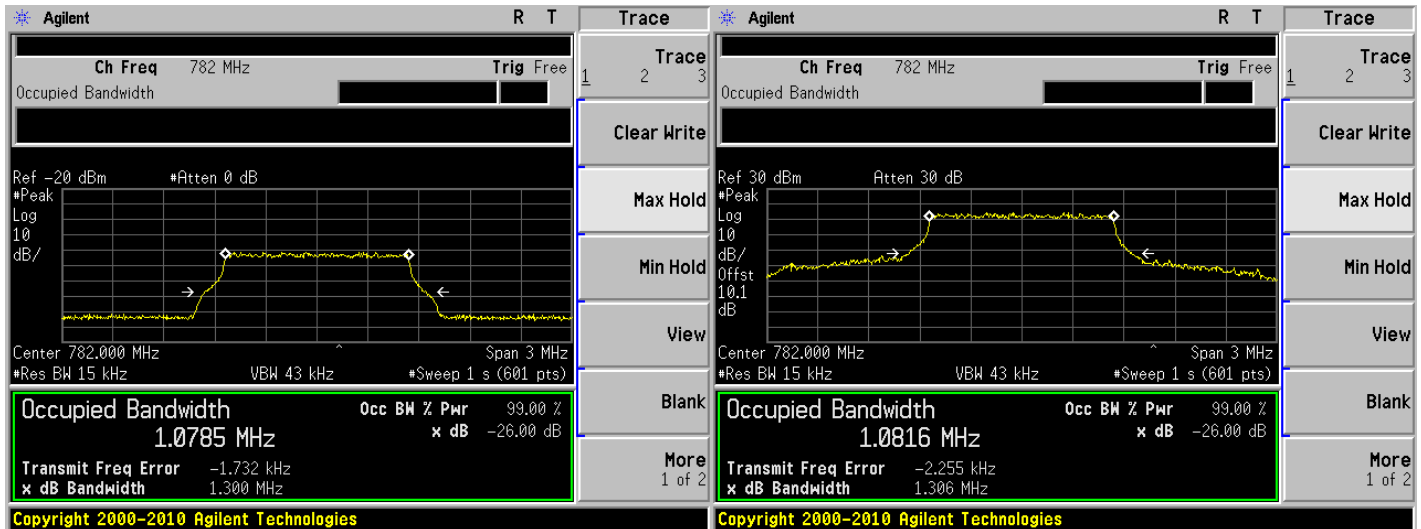 Agilent R T Trace
Ch Freq 782 MHz Trig Free
Occupied Bandwidth
Trace
1 2 3
Clear Write
Max Hold
Min Hold
View
Blank
More
1 of 2
Ref -20 dBm #Atten 0 dB
#Peak
Log
10
dB/
Center 782.000 MHz Span 3 MHz
#Res BW 15 kHz VBW 43 kHz #Sweep 1 s (601 pts)
Occupied Bandwidth Occ BW % Pwr 99.00 %
1.0785 MHz x dB -26.00 dB
Transmit Freq Error -1.732 kHz
x dB Bandwidth 1.300 MHz
Copyright 2000-2010 Agilent Technologies
Agilent R T Trace
Ch Freq 782 MHz Trig Free
Occupied Bandwidth
Trace
1 2 3
Clear Write
Max Hold
Min Hold
View
Blank
More
1 of 2
Ref 30 dBm Atten 30 dB
#Peak
Log
10
dB/
Offst
10.1
dB
Center 782.000 MHz Span 3 MHz
#Res BW 15 kHz VBW 43 kHz #Sweep 1 s (601 pts)
Occupied Bandwidth Occ BW % Pwr 99.00 %
1.0816 MHz x dB -26.00 dB
Transmit Freq Error -2.255 kHz
x dB Bandwidth 1.306 MHz
Copyright 2000-2010 Agilent Technologies